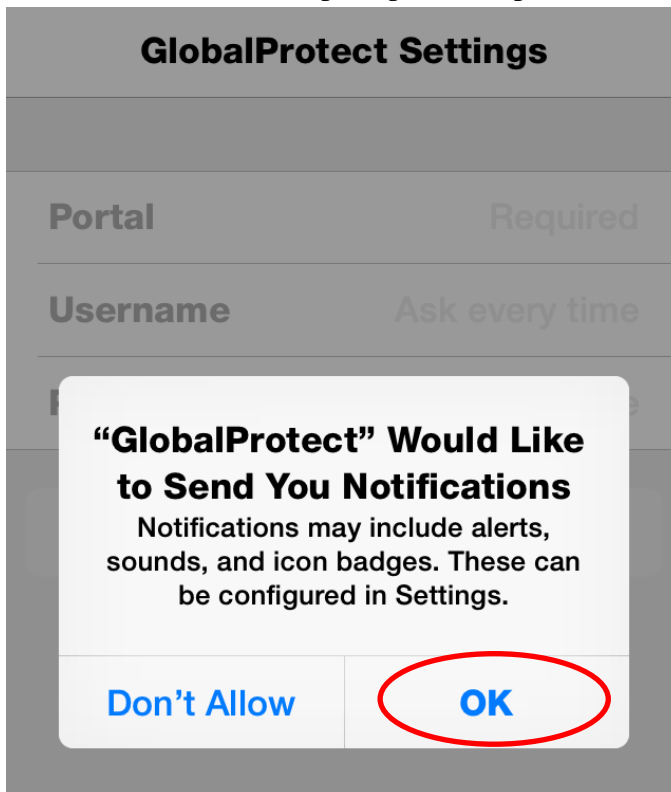 GlobalProtect Settings
Portal Required
Username Ask every time
“GlobalProtect” Would Like
to Send You Notifications
Notifications may include alerts,
sounds, and icon badges. These can
be configured in Settings.
Don’t Allow OK